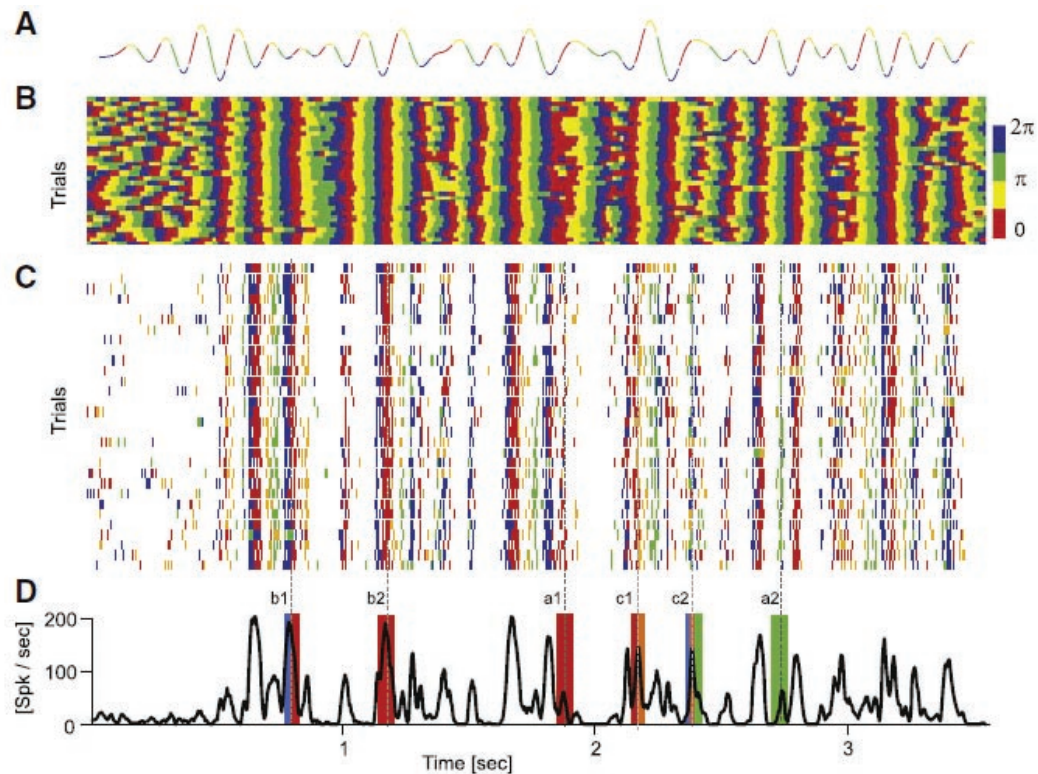 A
B
Trials
2π
π
0
C
Trials
D
b1 b2 a1 c1 c2 a2
[Spk / sec]
200
100
0
1 2 3
Time [sec]